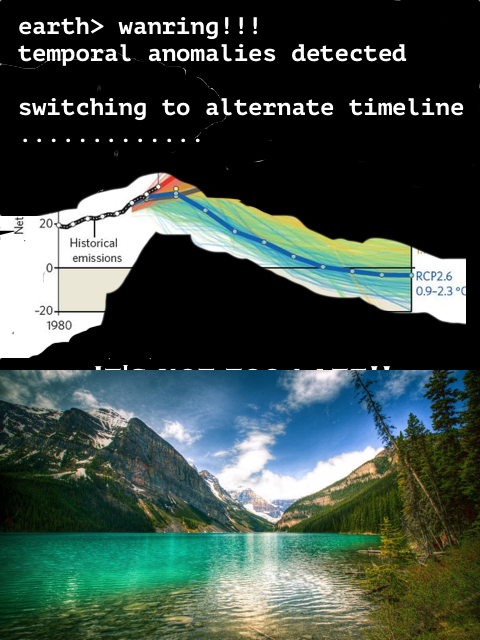 earth> wanring!!!
temporal anomalies detected
switching to alternate timeline
.............
Net
20
Historical
emissions
0
RCP2.6
0.9–2.3 °C
-20
1980